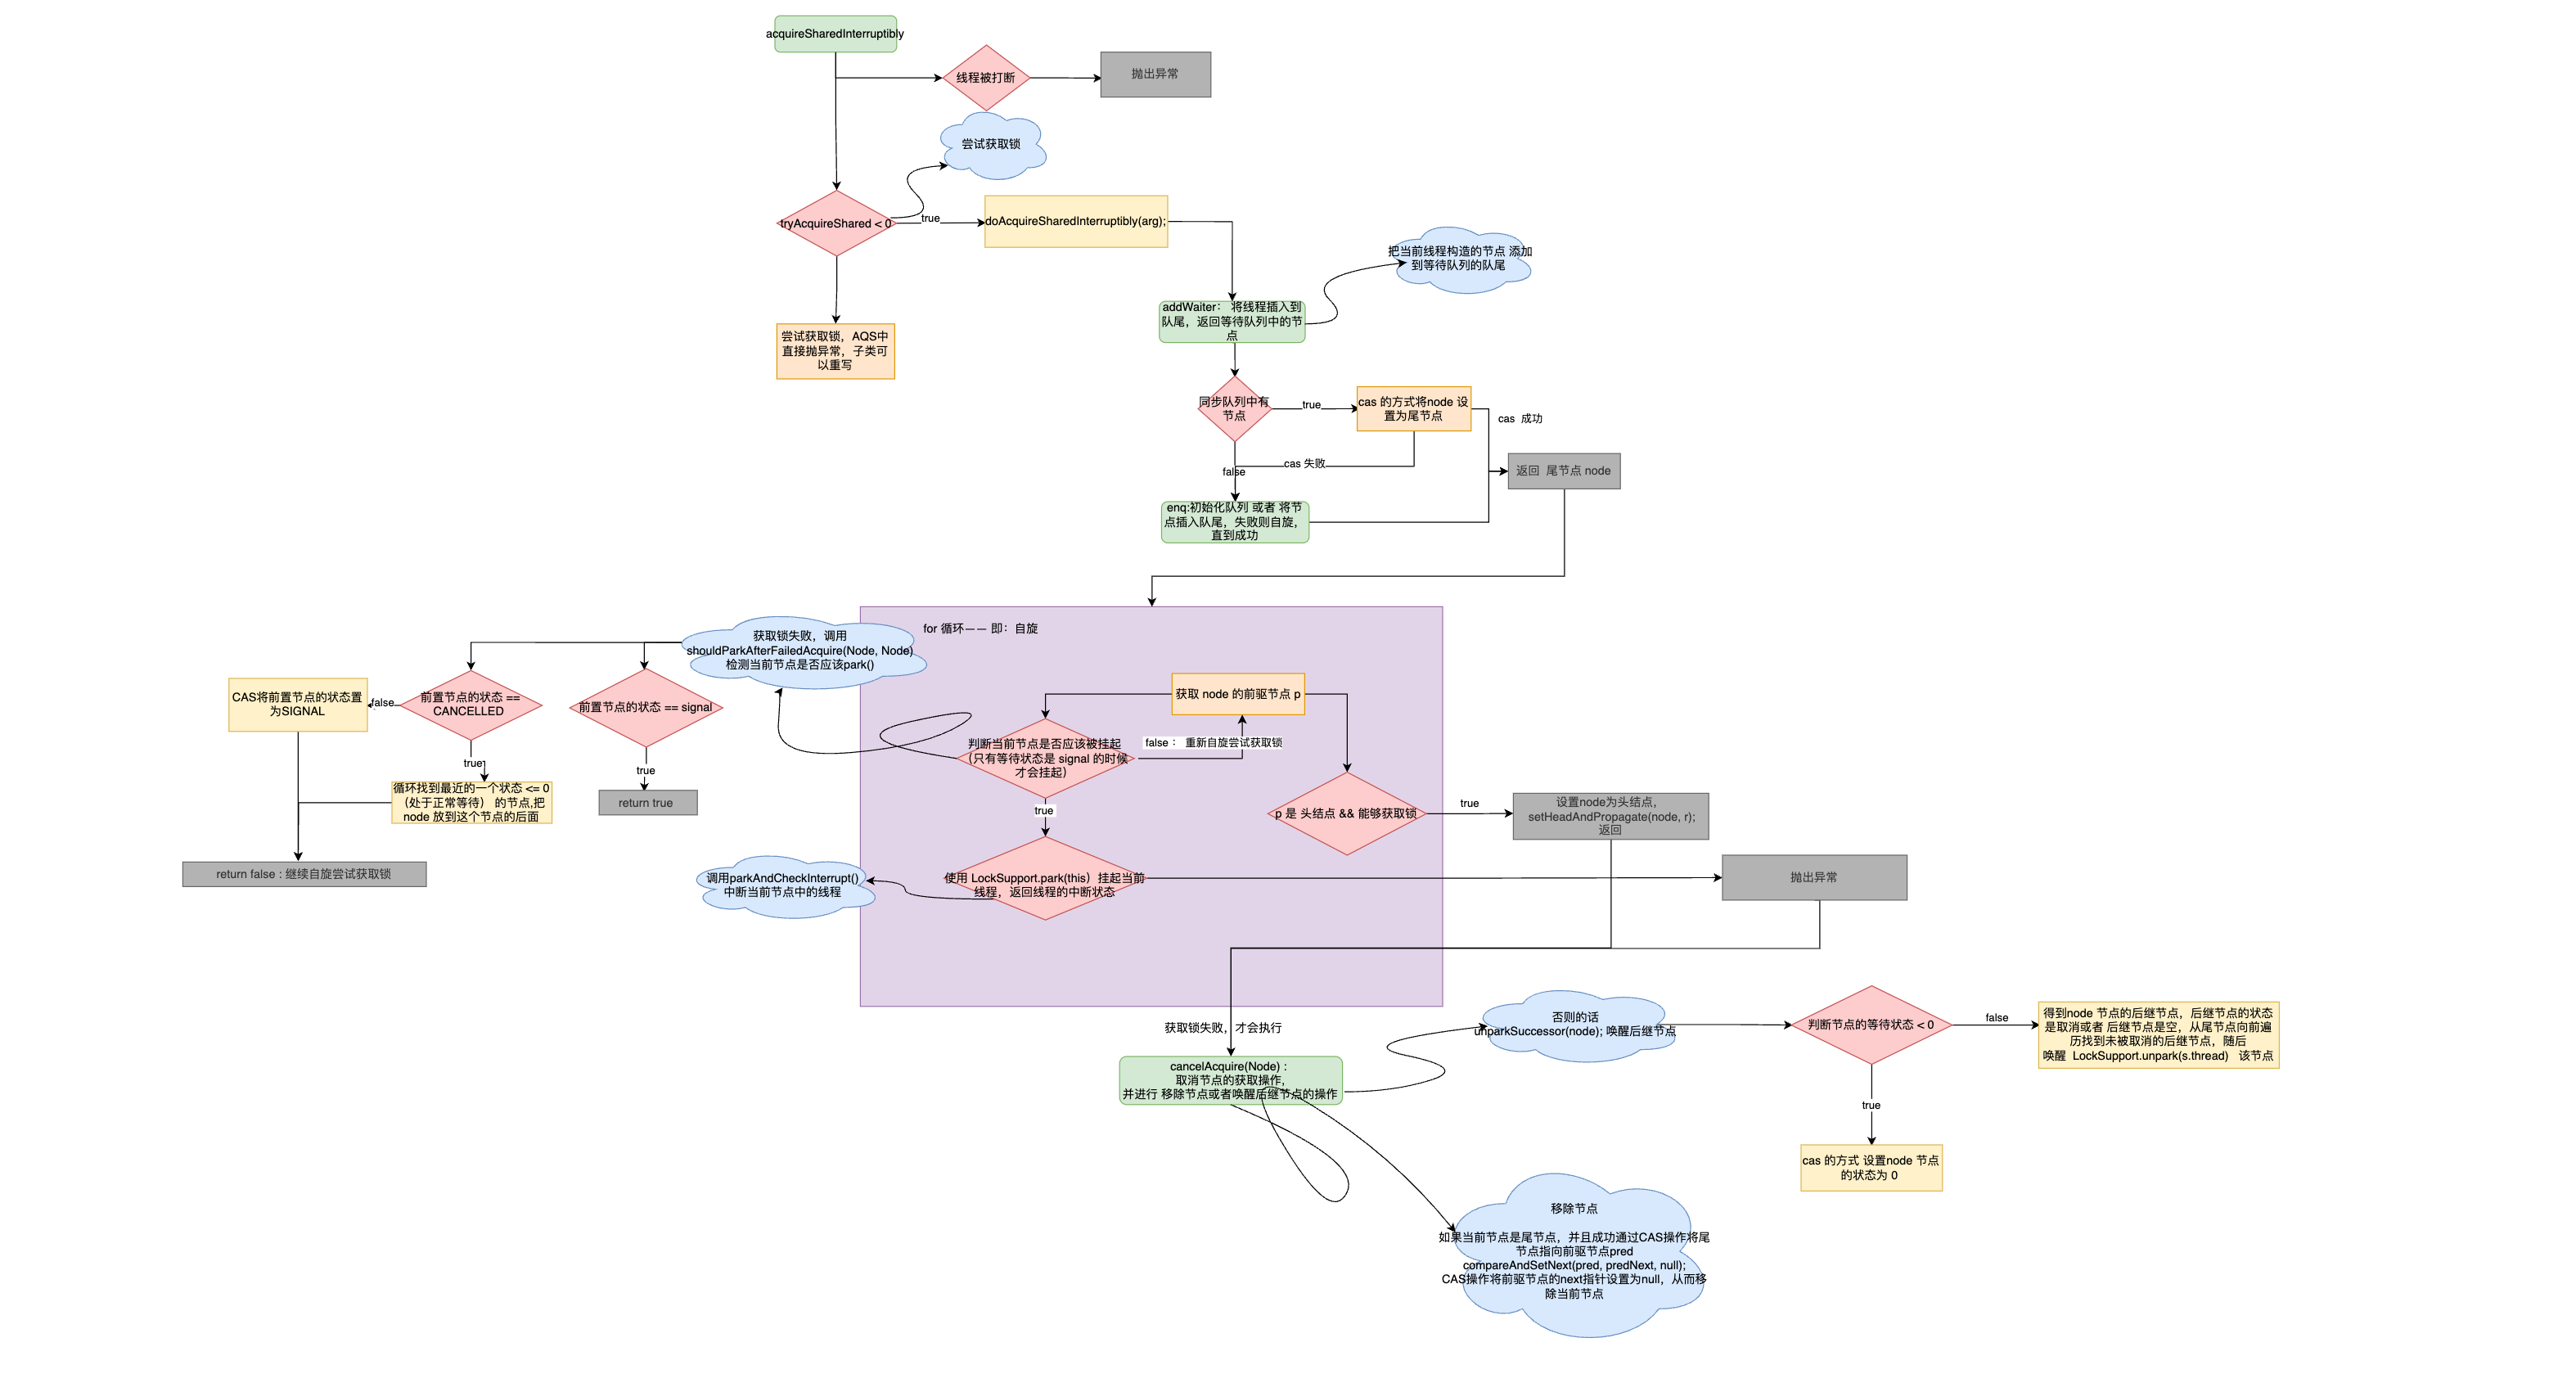 acquireSharedInterruptibly
线程被打断
抛出异常
尝试获取锁
tryAcquireShared < 0
true
doAcquireSharedInterruptibly(arg);
把当前线程构造的节点 添加
到等待队列的队尾
addWaiter： 将线程插入到
队尾，返回等待队列中的节
点
尝试获取锁，AQS中
直接抛异常，子类可
以重写
同步队列中有
节点
true
cas 的方式将node 设
置为尾节点
cas 成功
cas 失败
false
返回 尾节点 node
enq:初始化队列 或者 将节
点插入队尾，失败则自旋，
直到成功
for 循环—— 即：自旋
获取锁失败，调用
shouldParkAfterFailedAcquire(Node, Node)
检测当前节点是否应该park()
CAS将前置节点的状态置
为SIGNAL
false
前置节点的状态 ==
CANCELLED
前置节点的状态 == signal
获取 node 的前驱节点 p
判断当前节点是否应该被挂起
（只有等待状态是 signal 的时候
才会挂起）
false： 重新自旋尝试获取锁
true
true
循环找到最近的一个状态 <= 0
（处于正常等待） 的节点,把
node 放到这个节点的后面
return true
true
p 是 头结点 && 能够获取锁
true
设置node为头结点，
setHeadAndPropagate(node, r);
返回
return false : 继续自旋尝试获取锁
调用parkAndCheckInterrupt()
中断当前节点中的线程
使用 LockSupport.park(this）挂起当前
线程，返回线程的中断状态
抛出异常
获取锁失败，才会执行
cancelAcquire(Node) :
取消节点的获取操作,
并进行 移除节点或者唤醒后继节点的操作
否则的话
unparkSuccessor(node); 唤醒后继节点
判断节点的等待状态 < 0
false
得到node 节点的后继节点，后继节点的状态
是取消或者 后继节点是空，从尾节点向前遍
历找到未被取消的后继节点，随后
唤醒 LockSupport.unpark(s.thread) 该节点
true
cas 的方式 设置node 节点
的状态为 0
移除节点
如果当前节点是尾节点，并且成功通过CAS操作将尾
节点指向前驱节点pred
compareAndSetNext(pred, predNext, null);
CAS操作将前驱节点的next指针设置为null，从而移
除当前节点